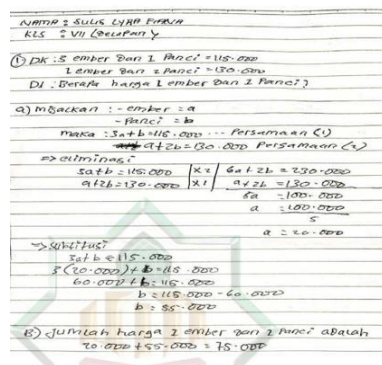 NAMA : SULIS LYRA FIRNA
KLS : VII (Delapan)
① DK : 3 ember dan 1 Panci = 115.000
1 ember dan 2 Panci = 130.000
DI : Berapa harga 1 ember dan 1 Panci?
a) misalkan : - ember = a
- Panci = b
maka : 3a+b=115.000 ... Persamaan (1)
a+2b=130.000 Persamaan (2)
=> eliminasi
3a+b=115.000 |x2| 6a+2b=230.000
a+2b=130.000 |x1| a+2b=130.000
5a =100.000
a =100.000
5
a = 20.000
=> subtitusi
3a+b=115.000
3(20.000)+b=115.000
60.000+b=115.000
b=115.000-60.000
b=55.000
B) Jumlah harga 1 ember dan 1 Panci adalah
20.000+55.000=75.000